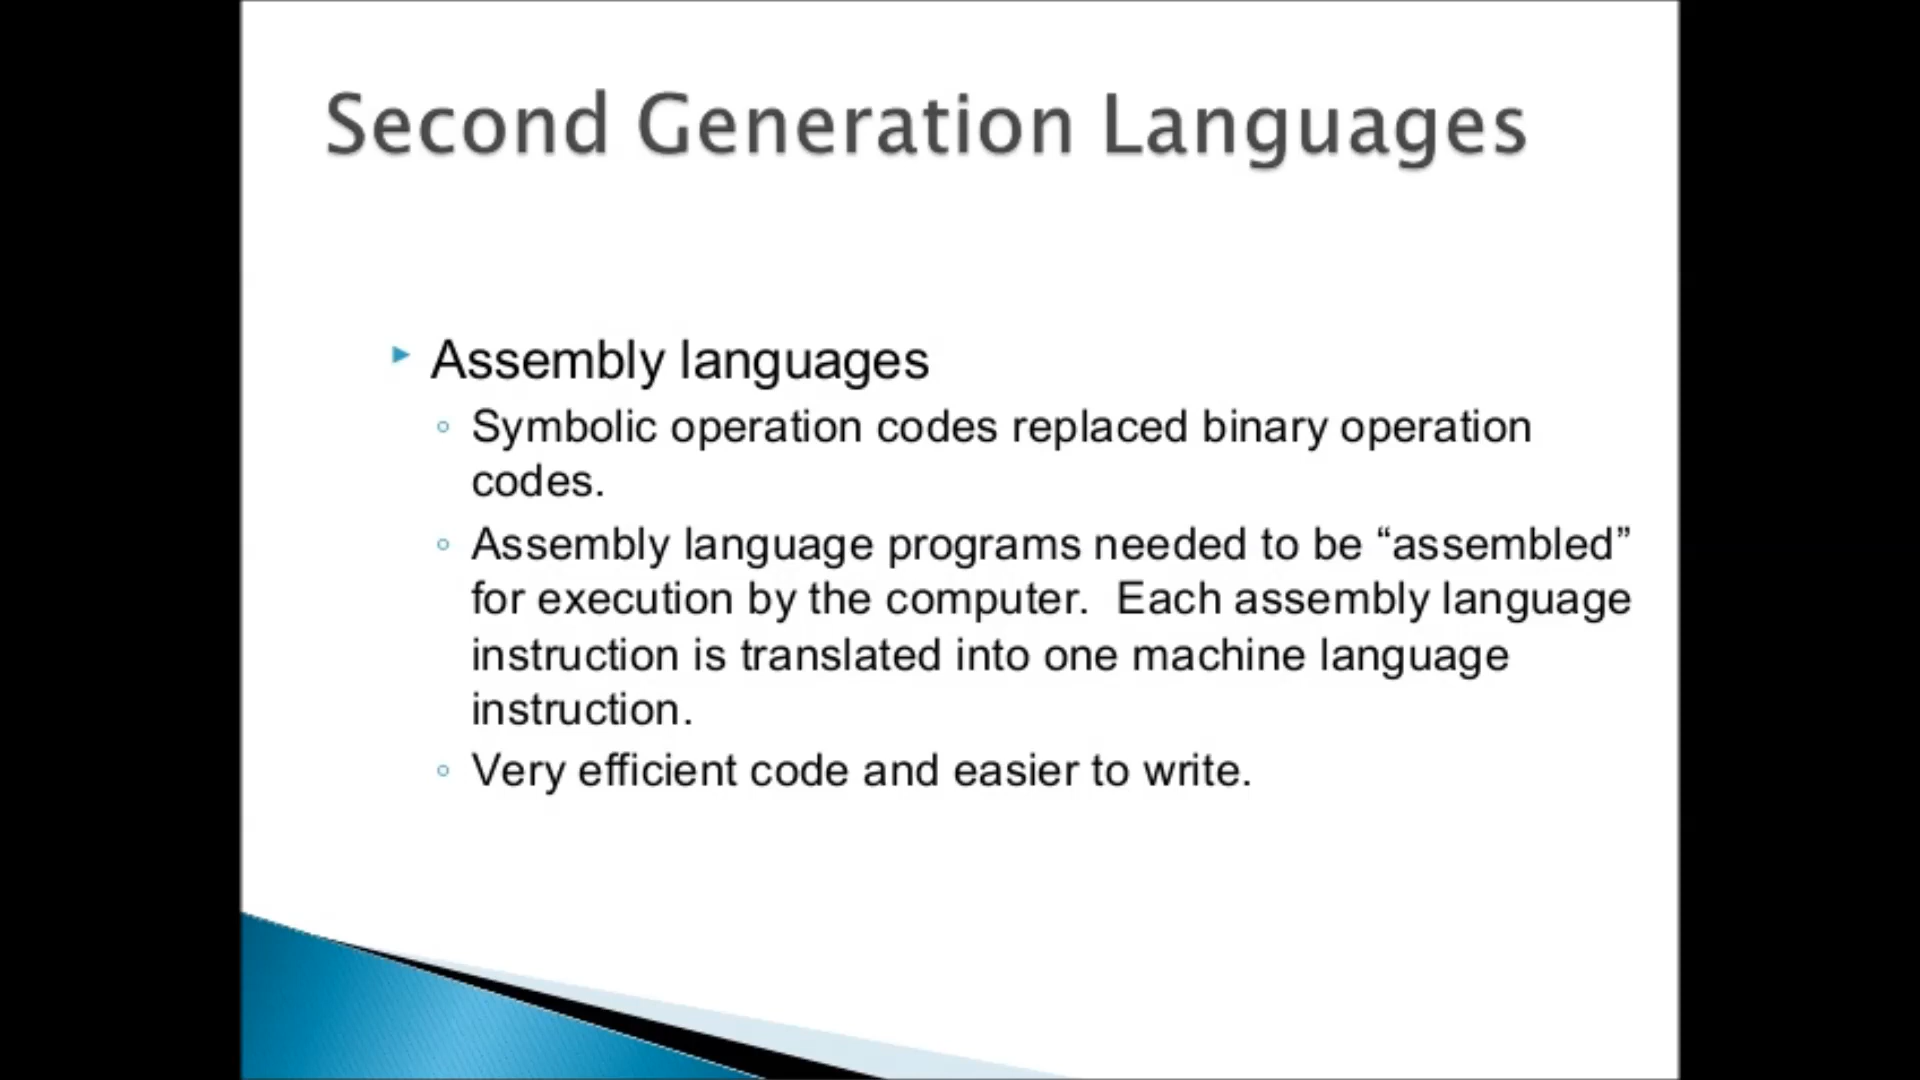 Second Generation Languages
Assembly languages
Symbolic operation codes replaced binary operation
codes.
Assembly language programs needed to be “assembled”
for execution by the computer.  Each assembly language
instruction is translated into one machine language
instruction.
Very efficient code and easier to write.